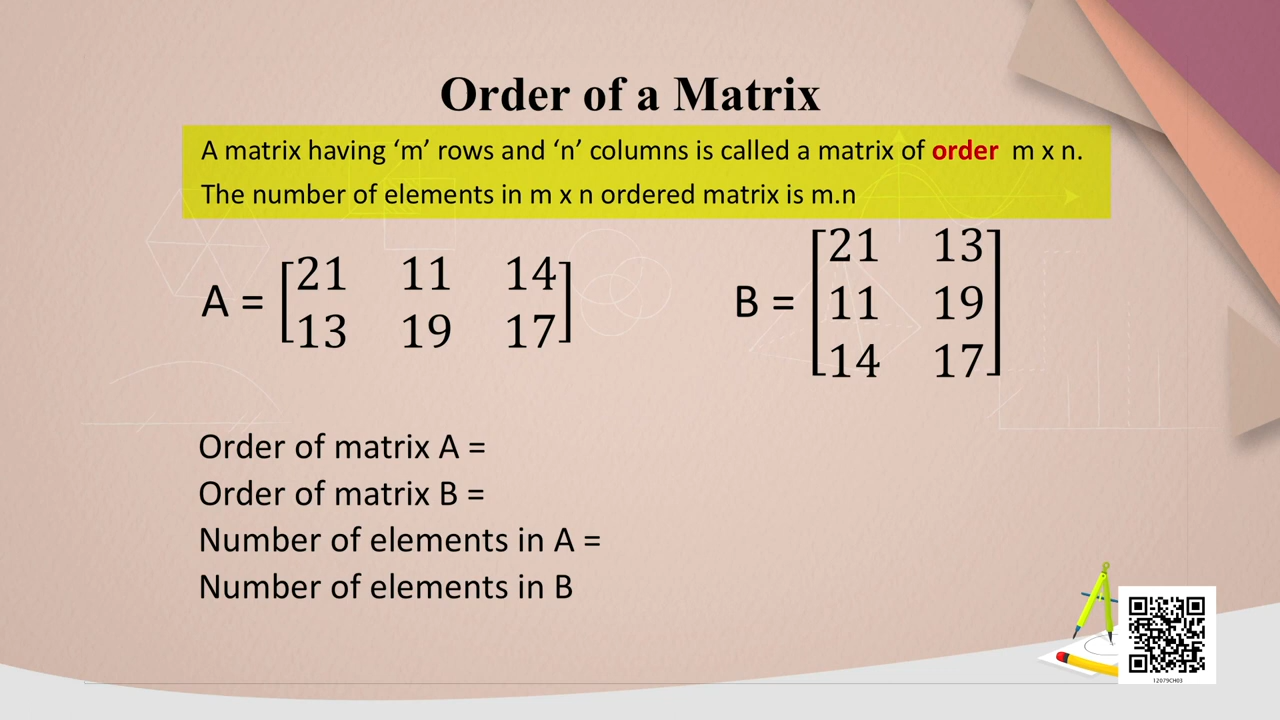 Order of a Matrix
A matrix having ‘m’ rows and ‘n’ columns is called a matrix of order m x n.
The number of elements in m x n ordered matrix is m.n
A = [21 11 14
13 19 17]
B = [21 13
11 19
14 17]
Order of matrix A =
Order of matrix B =
Number of elements in A =
Number of elements in B
12079CH03